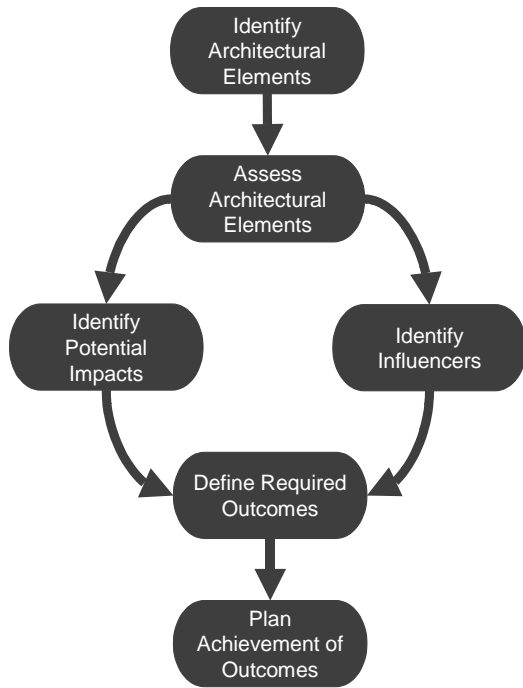 Identify
Architectural
Elements
Assess
Architectural
Elements
Identify
Potential
Impacts
Identify
Influencers
Define Required
Outcomes
Plan
Achievement of
Outcomes